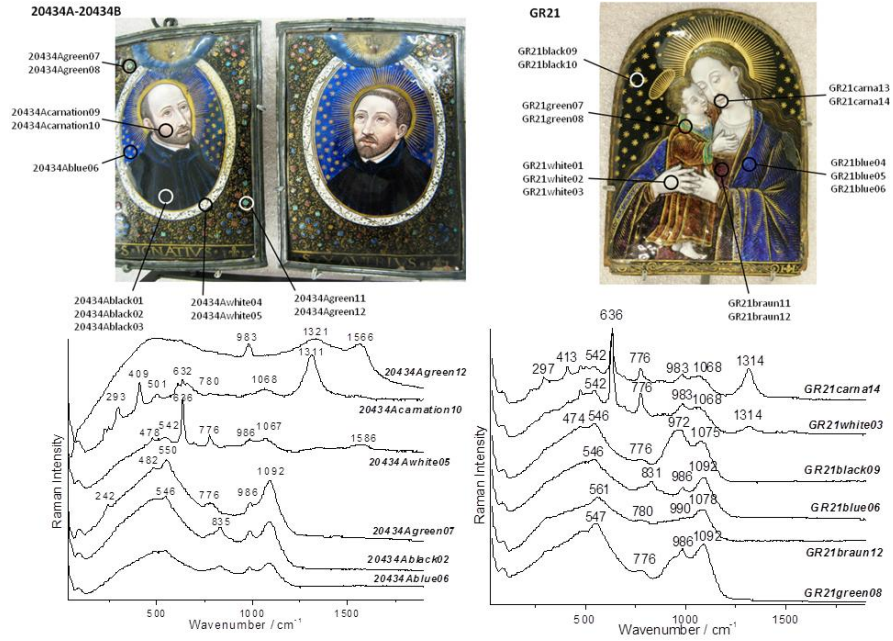 20434A-20434B
20434Agreen07
20434Agreen08
20434Acarnation09
20434Acarnation10
20434Ablue06
20434Ablack01
20434Ablack02
20434Ablack03
20434Awhite04
20434Awhite05
20434Agreen11
20434Agreen12
GR21
GR21black09
GR21black10
GR21green07
GR21green08
GR21white01
GR21white02
GR21white03
GR21carna13
GR21carna14
GR21blue04
GR21blue05
GR21blue06
GR21braun11
GR21braun12
983
1321
1566
20434Agreen12
293
409
501
632
780
1068
1311
20434Acarnation10
478
542
636
776
986
1067
1586
20434Awhite05
242
482
550
776
986
1092
20434Agreen07
546
835
20434Ablack02
20434Ablue06
Raman Intensity
500
1000
1500
Wavenumber / cm⁻¹
636
297
413
542
776
983
1068
1314
GR21carna14
542
776
983
1068
1314
GR21white03
474
546
776
972
1075
GR21black09
546
831
986
1092
GR21blue06
561
780
990
1078
GR21braun12
547
776
986
1092
GR21green08
Raman Intensity
500
1000
1500
Wavenumber / cm⁻¹